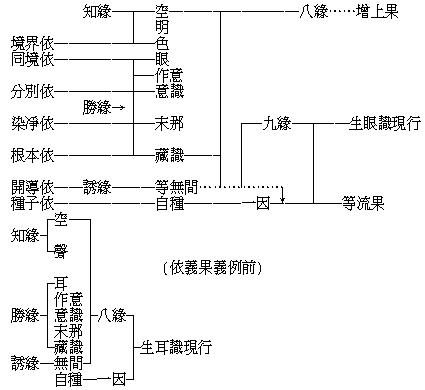 知緣 空 八緣 增上果
明
境界依 色
同境依 眼
作意
分別依 意識
勝緣→
染淨依 末那 九緣 生眼識現行
根本依 藏識
開導依 誘緣 等無間
種子依 自種 一因 等流果
空
知緣
聲
(依義果義例前)
耳
作意
勝緣 意識 八緣
末那
藏識 生耳識現行
誘緣 無間
自種 一因